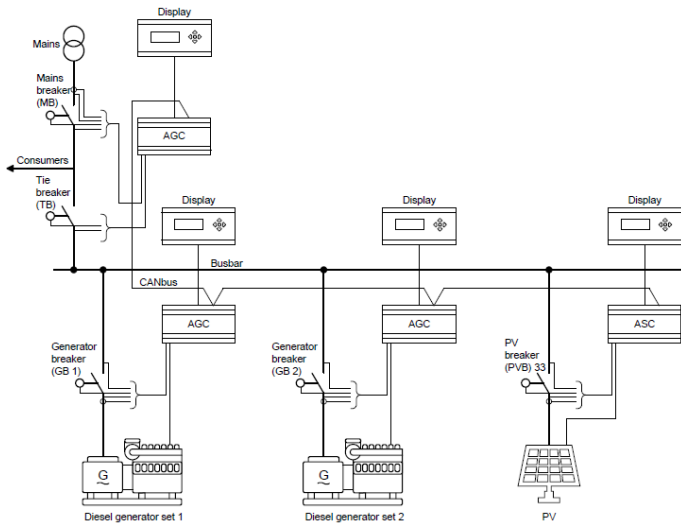 Display
Mains
Mains
breaker
(MB)
AGC
Consumers
Tie
breaker
(TB)
Display
Display
Display
Busbar
CANbus
AGC
AGC
ASC
Generator
breaker
(GB 1)
Generator
breaker
(GB 2)
PV
breaker
(PVB) 33
G
~
G
~
Diesel generator set 1
Diesel generator set 2
PV